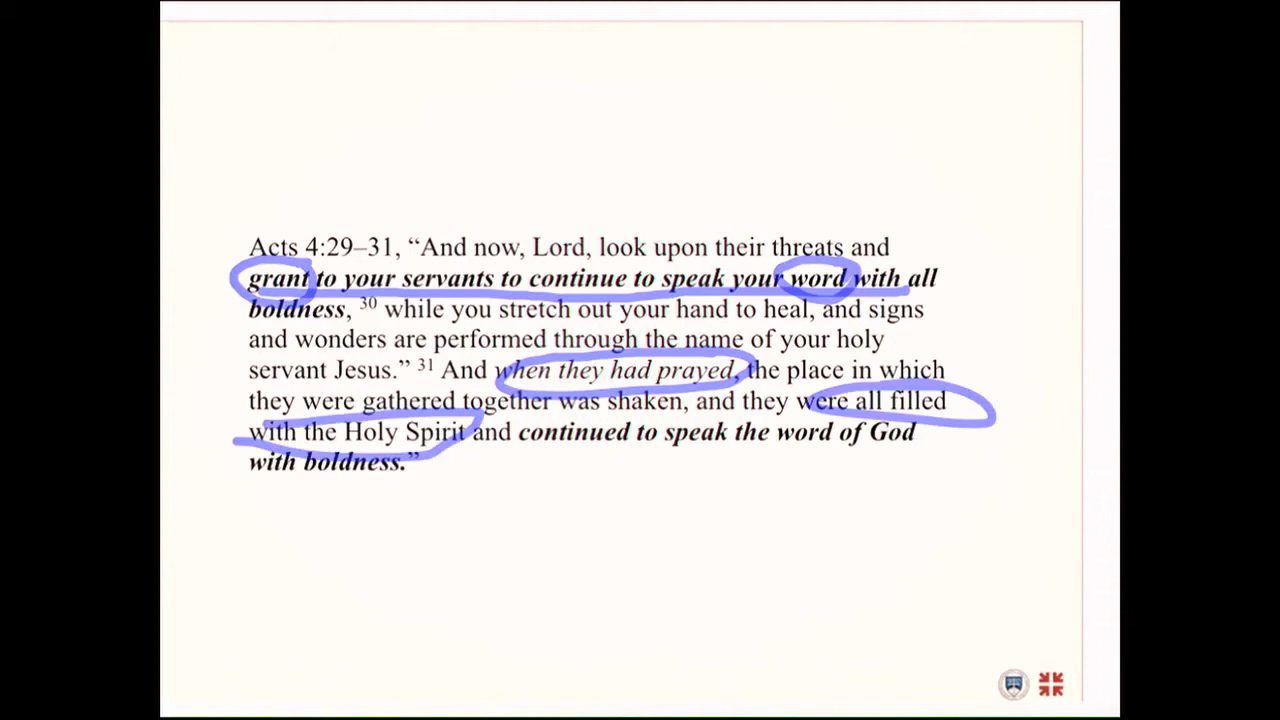 Acts 4:29–31, “And now, Lord, look upon their threats and
grant to your servants to continue to speak your word with all
boldness, 30 while you stretch out your hand to heal, and signs
and wonders are performed through the name of your holy
servant Jesus.” 31 And when they had prayed, the place in which
they were gathered together was shaken, and they were all filled
with the Holy Spirit and continued to speak the word of God
with boldness.”